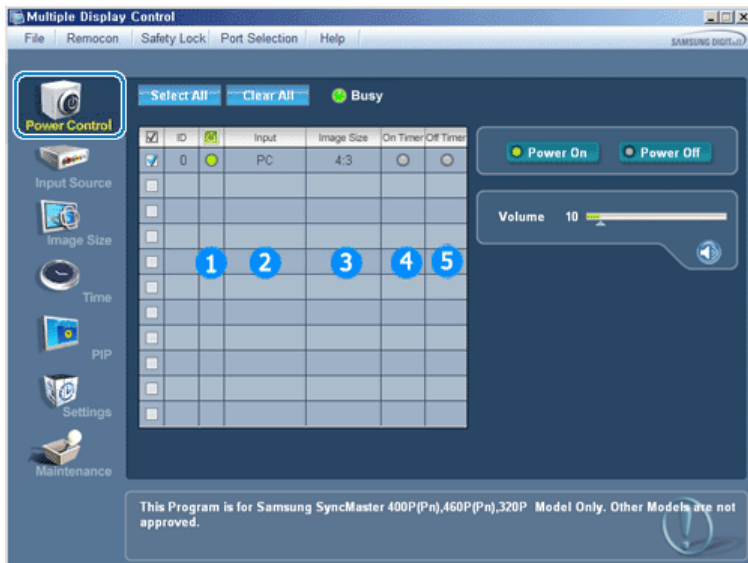 Multiple Display Control
File Remocon Safety Lock Port Selection Help
SAMSUNG DIGITall
Select All Clear All Busy
Power Control
Input Source
Image Size
Time
PIP
Settings
Maintenance
ID Input Image Size On Timer Off Timer
0 PC 4:3
1 2 3 4 5
Power On Power Off
Volume 10
This Program is for Samsung SyncMaster 400P(Pn),460P(Pn),320P Model Only. Other Models are not
approved.